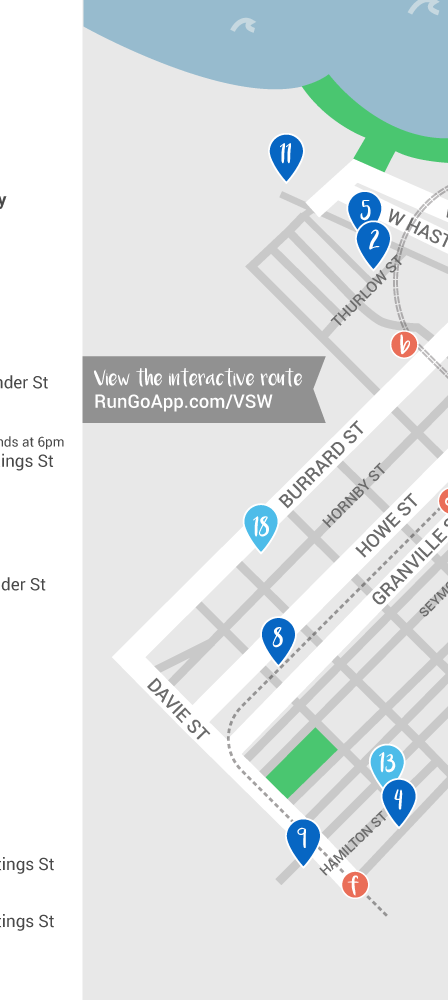 y
nder St
nds at 6pm
ings St
der St
tings St
tings St
11
5
2
W HAST
THURLOW ST
b
View the interactive route
RunGoApp.com/VSW
BURRARD ST
HORNBY ST
18
HOWE ST
GRANVILLE S
SEYMO
8
DAVIE ST
13
4
9
HAMILTON ST
f